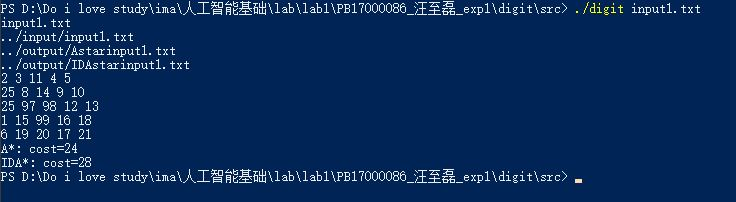 PS D:\Do i love study\ima\人工智能基础\lab\lab1\PB17000086_汪至磊_exp1\digit\src> ./digit input1.txt
input1.txt
../input/input1.txt
../output/Astarinput1.txt
../output/IDAstarinput1.txt
2 3 11 4 5
25 8 14 9 10
25 97 98 12 13
1 15 99 16 18
6 19 20 17 21
A*: cost=24
IDA*: cost=28
PS D:\Do i love study\ima\人工智能基础\lab\lab1\PB17000086_汪至磊_exp1\digit\src>